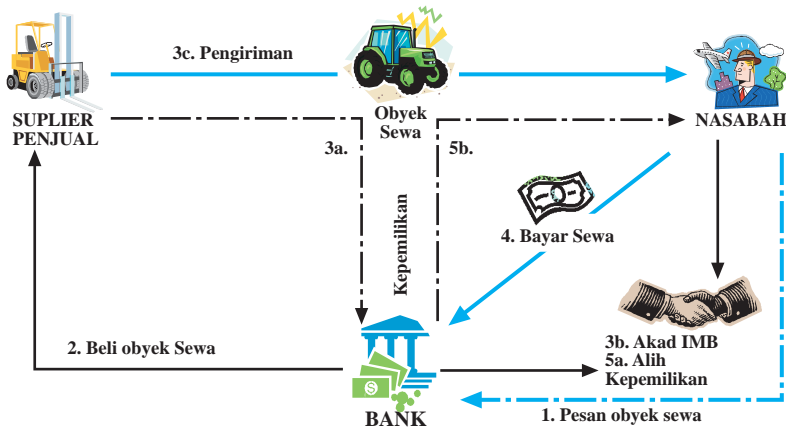 3c. Pengiriman
SUPLIER
PENJUAL
Obyek
Sewa
NASABAH
3a.
5b.
Kepemilikan
4. Bayar Sewa
2. Beli obyek Sewa
3b. Akad IMB
5a. Alih
Kepemilikan
BANK
1. Pesan obyek sewa